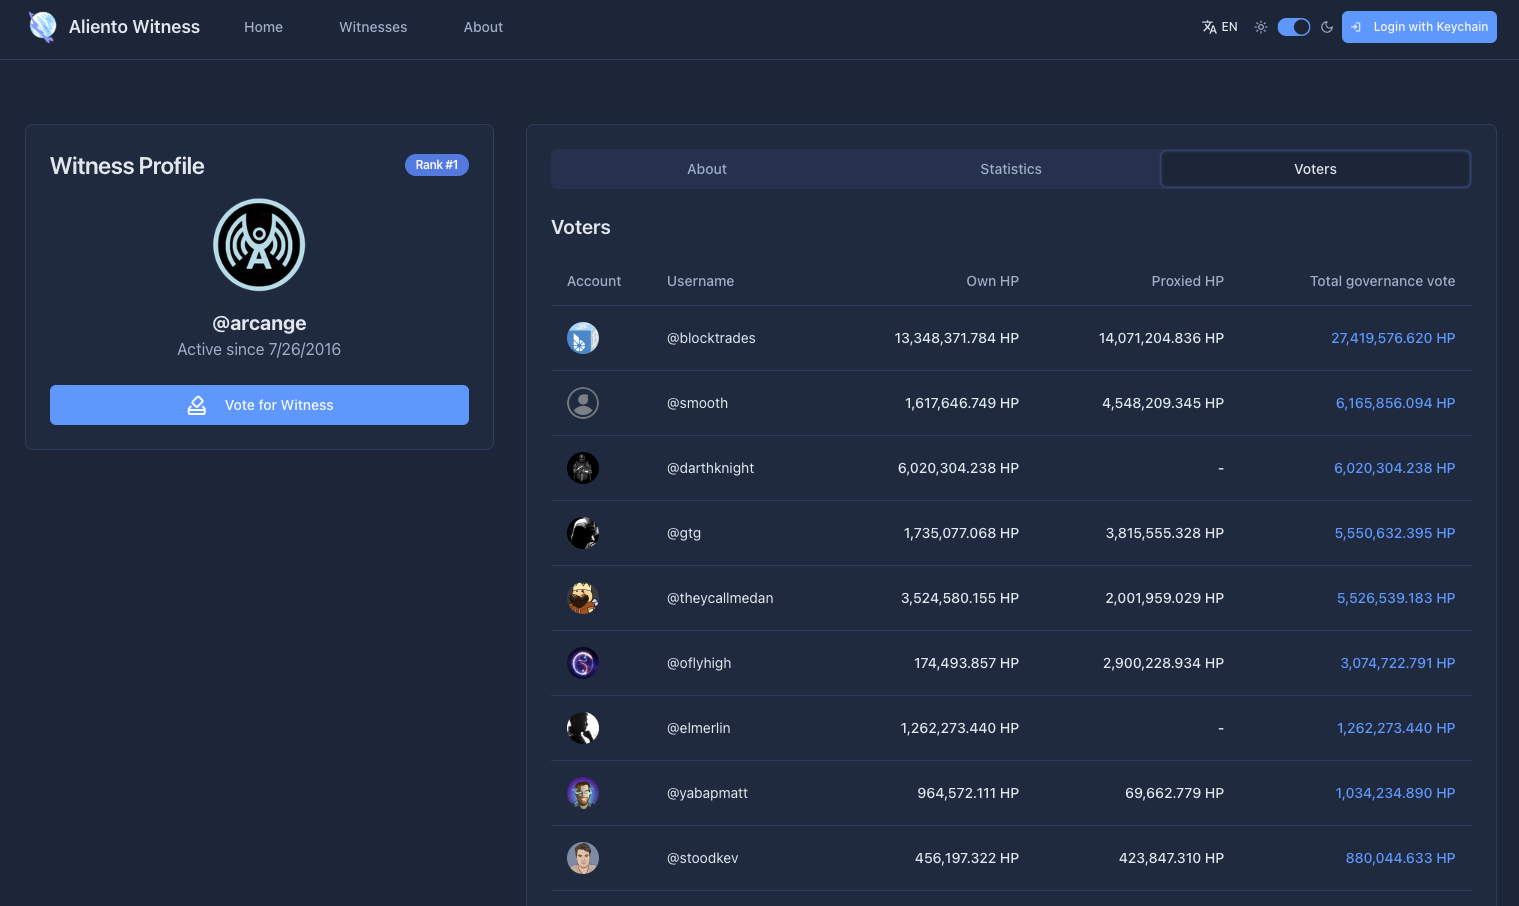 Aliento Witness Home Witnesses About EN Login with Keychain
Witness Profile Rank #1
@arcange
Active since 7/26/2016
Vote for Witness
About Statistics Voters
Voters
Account Username Own HP Proxied HP Total governance vote
@blocktrades 13,348,371.784 HP 14,071,204.836 HP 27,419,576.620 HP
@smooth 1,617,646.749 HP 4,548,209.345 HP 6,165,856.094 HP
@darthknight 6,020,304.238 HP - 6,020,304.238 HP
@gtg 1,735,077.068 HP 3,815,555.328 HP 5,550,632.395 HP
@theycallmedan 3,524,580.155 HP 2,001,959.029 HP 5,526,539.183 HP
@oflyhigh 174,493.857 HP 2,900,228.934 HP 3,074,722.791 HP
@elmerlin 1,262,273.440 HP - 1,262,273.440 HP
@yabapmatt 964,572.111 HP 69,662.779 HP 1,034,234.890 HP
@stoodkev 456,197.322 HP 423,847.310 HP 880,044.633 HP